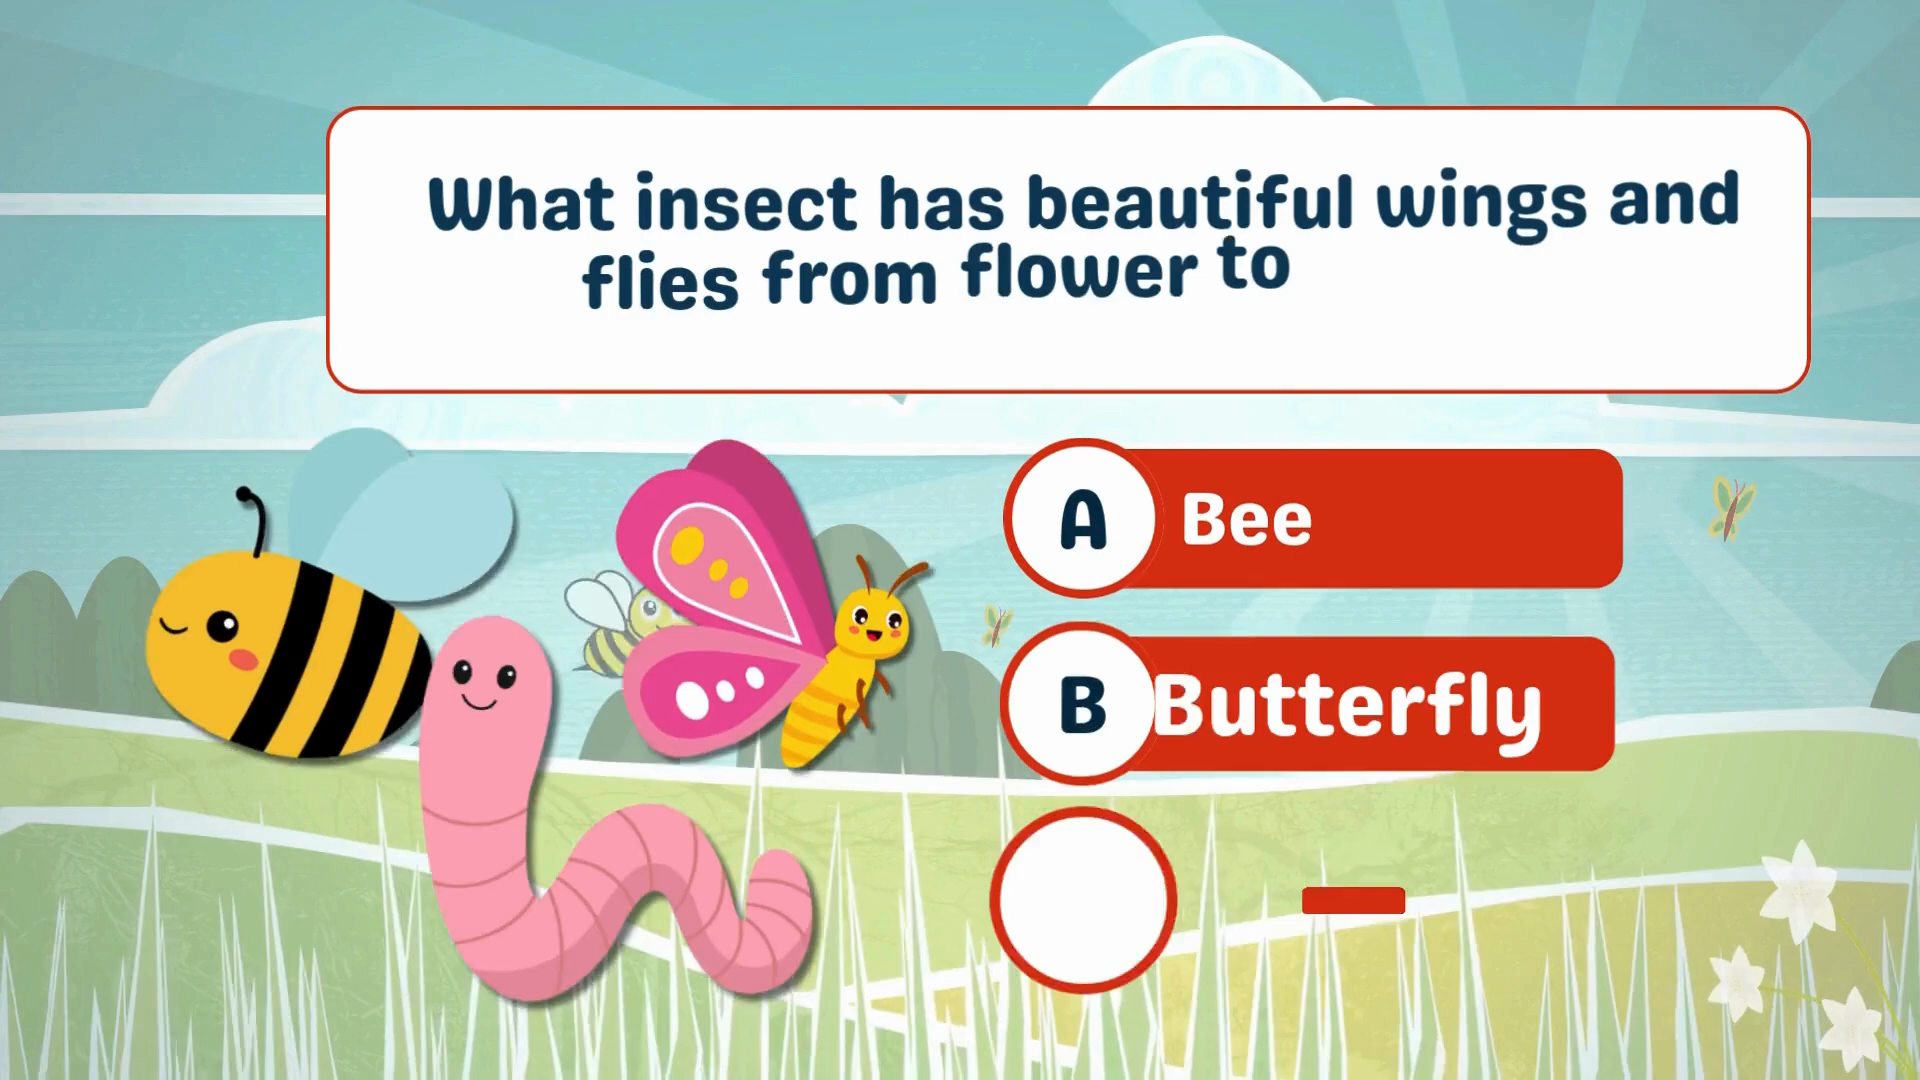 What insect has beautiful wings and
flies from flower to
A Bee
B Butterfly